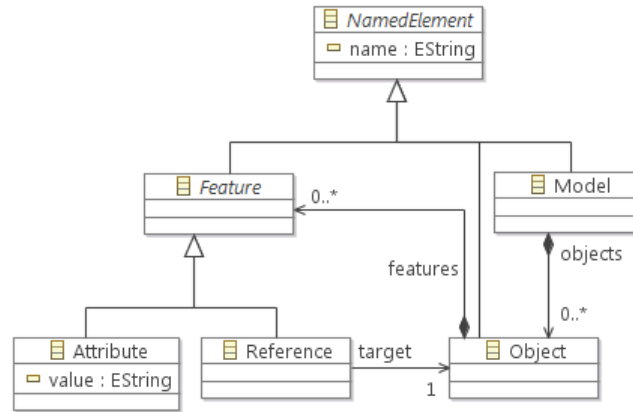 NamedElement
name : EString
Feature
0..*
Model
features
objects
0..*
Attribute
value : EString
Reference
target
1
Object